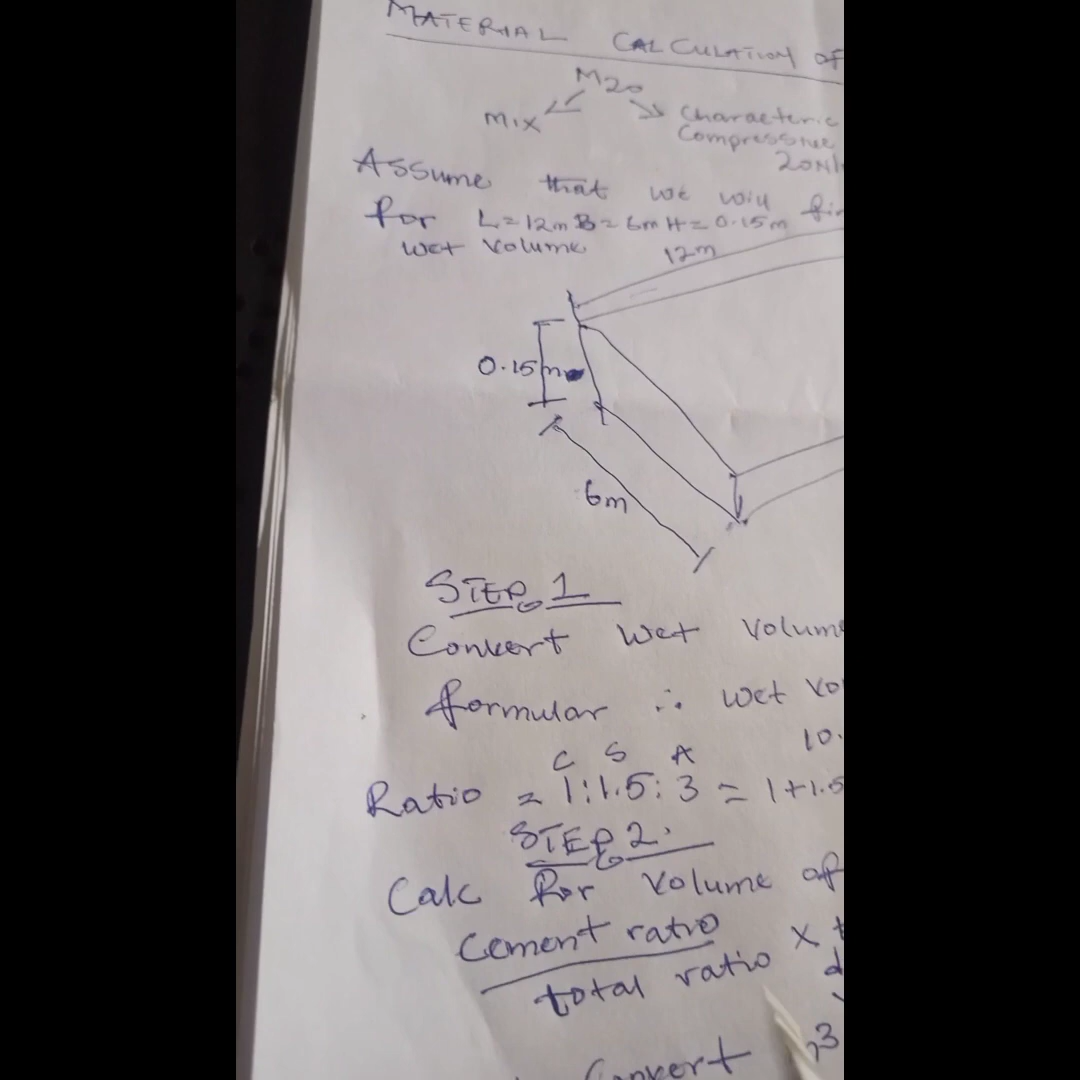 MATERIAL CALCULATION OF
M20
Mix
Characteric
Compressive
20N/
Assume that we will fi
for L=12m B=6m H=0.15m
wet volume
12m
0.15m
6m
STEP 1
Convert wet volume
formular ∴ wet vo
10.
C S A
Ratio = 1:1.5:3 = 1+1.5
STEP 2.
Calc for volume of
cement ratio × t
total ratio d
Convert 3